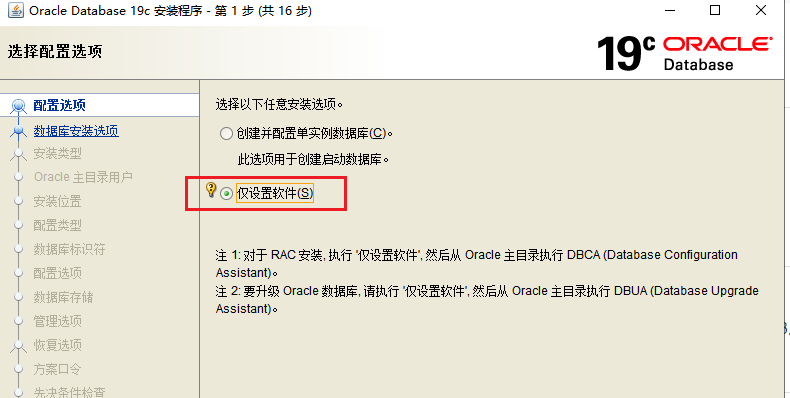 Oracle Database 19c 安装程序 - 第 1 步 (共 16 步)
选择配置选项
19c ORACLE
Database
配置选项
数据库安装选项
安装类型
Oracle 主目录用户
安装位置
配置类型
数据库标识符
配置选项
数据库存储
管理选项
恢复选项
方案口令
先决条件检查
选择以下任意安装选项。
创建并配置单实例数据库(C)。
此选项用于创建启动数据库。
仅设置软件(S)
注 1: 对于 RAC 安装, 执行 '仅设置软件', 然后从 Oracle 主目录执行 DBCA (Database Configuration
Assistant)。
注 2: 要升级 Oracle 数据库, 请执行 '仅设置软件', 然后从 Oracle 主目录执行 DBUA (Database Upgrade
Assistant)。